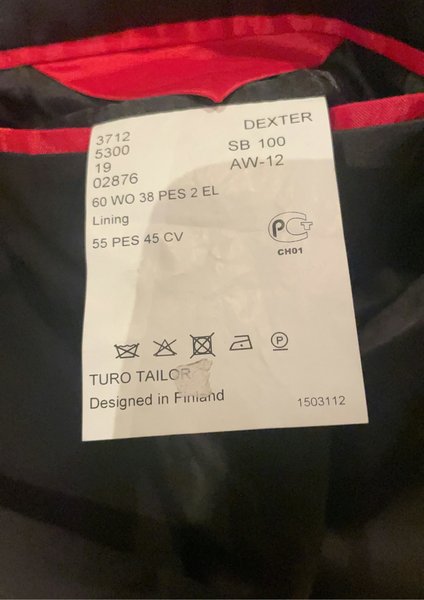 3712
DEXTER
5300
SB 100
19
AW-12
02876
60 WO 38 PES 2 EL
Lining
55 PES 45 CV
PCT
CH01
P
TURO TAILOR
Designed in Finland
1503112